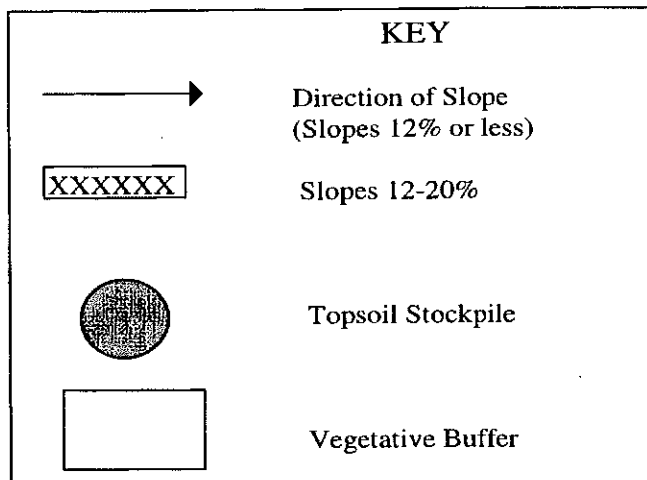 KEY
Direction of Slope
(Slopes 12% or less)
XXXXXX Slopes 12-20%
Topsoil Stockpile
Vegetative Buffer